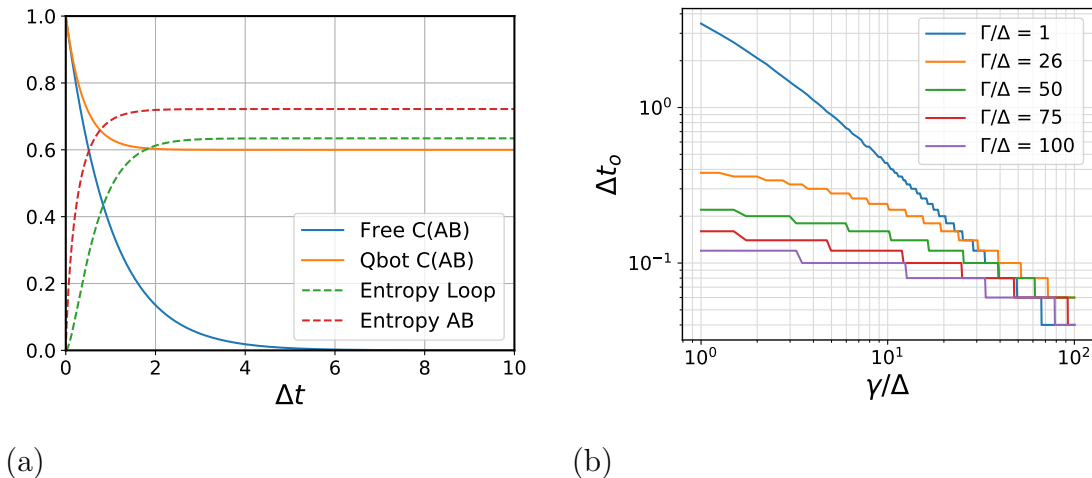 1.0
0.8
0.6
0.4
0.2
0.0
0 2 4 6 8 10
Δt
Free C(AB)
Qbot C(AB)
Entropy Loop
Entropy AB
(a)
10⁰
10⁻¹
Δtₒ
10⁰ 10¹ 10²
γ/Δ
Γ/Δ = 1
Γ/Δ = 26
Γ/Δ = 50
Γ/Δ = 75
Γ/Δ = 100
(b)